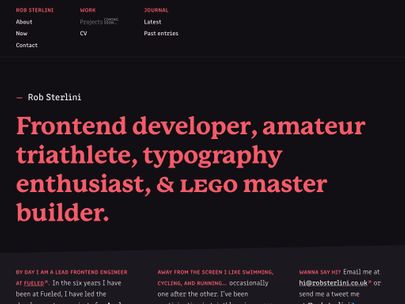 ROB STERLINI
About
Now
Contact
WORK
Projects COMING SOON...
CV
JOURNAL
Latest
Past entries
— Rob Sterlini
Frontend developer, amateur
triathlete, typography
enthusiast, & LEGO master
builder.
BY DAY I AM A LEAD FRONTEND ENGINEER
AT FUELED↗. In the six years I have
been at Fueled, I have led the
AWAY FROM THE SCREEN I LIKE SWIMMING,
CYCLING, AND RUNNING... occasionally
one after the other. I've been
WANNA SAY HI? Email me at
hi@robsterlini.co.uk↗ or
send me a tweet me